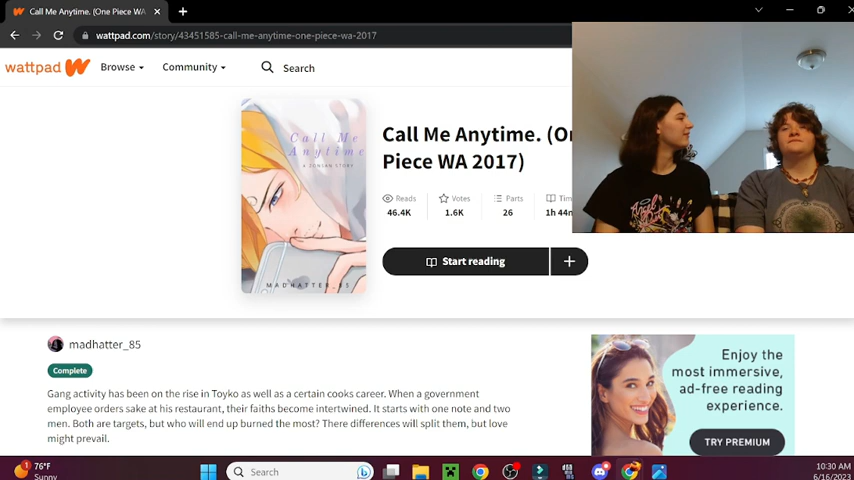 Call Me Anytime. (One Piece WA
wattpad.com/story/43451585-call-me-anytime-one-piece-wa-2017
wattpad
Browse
Community
Search
Call Me
Anytime
A ZONSAN STORY
MADHATTER_85
Call Me Anytime. (On
Piece WA 2017)
Reads
Votes
Parts
Tim
46.4K
1.6K
26
1h 44m
Start reading
+
madhatter_85
Complete
Gang activity has been on the rise in Toyko as well as a certain cooks career. When a government
employee orders sake at his restaurant, their faiths become intertwined. It starts with one note and two
men. Both are targets, but who will end up burned the most? There differences will split them, but love
might prevail.
Enjoy the
most immersive,
ad-free reading
experience.
TRY PREMIUM
76°F
Sunny
Search
10:30 AM
6/16/2023